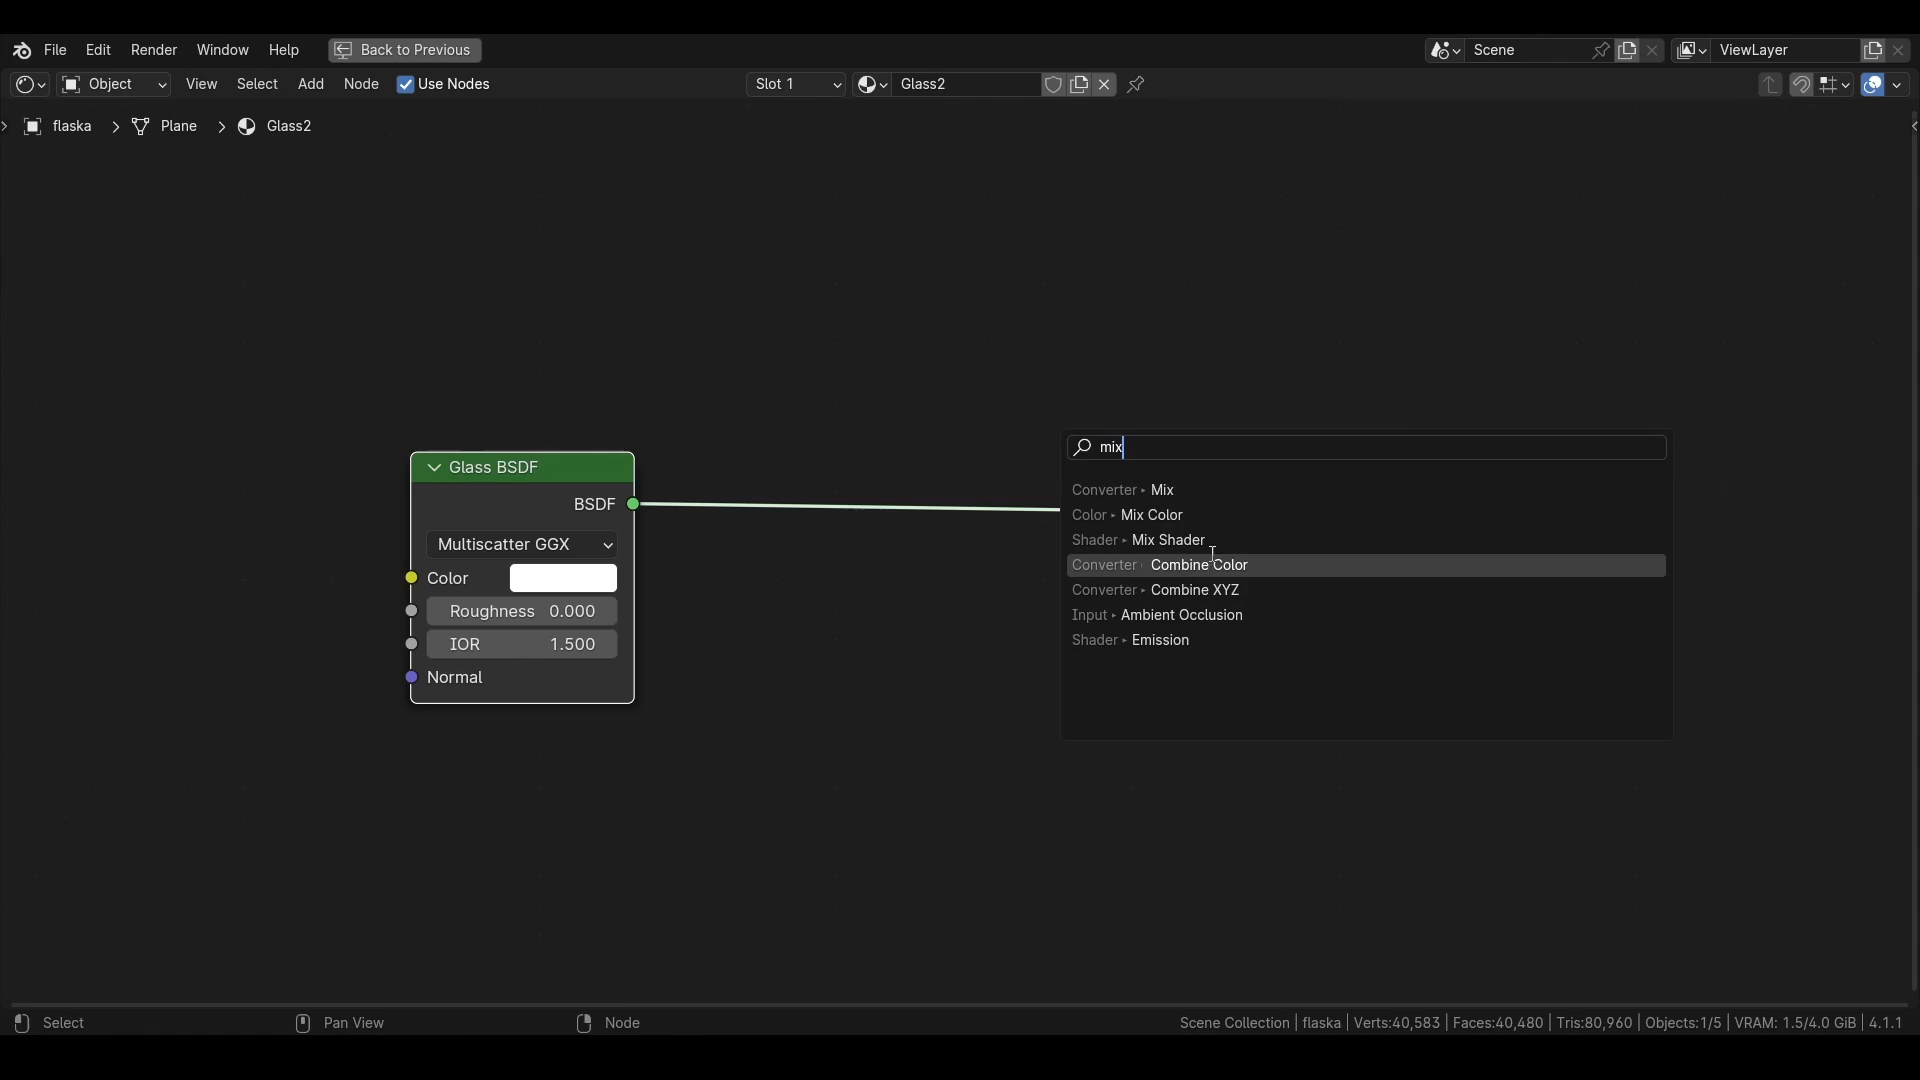 File Edit Render Window Help Back to Previous Scene ViewLayer
Object View Select Add Node Use Nodes Slot 1 Glass2
flaska Plane Glass2
Glass BSDF
BSDF
Multiscatter GGX
Color
Roughness 0.000
IOR 1.500
Normal
mix
Converter Mix
Color Mix Color
Shader Mix Shader
Converter Combine Color
Converter Combine XYZ
Input Ambient Occlusion
Shader Emission
Select Pan View Node Scene Collection | flaska | Verts:40,583 | Faces:40,480 | Tris:80,960 | Objects:1/5 | VRAM: 1.5/4.0 GiB | 4.1.1